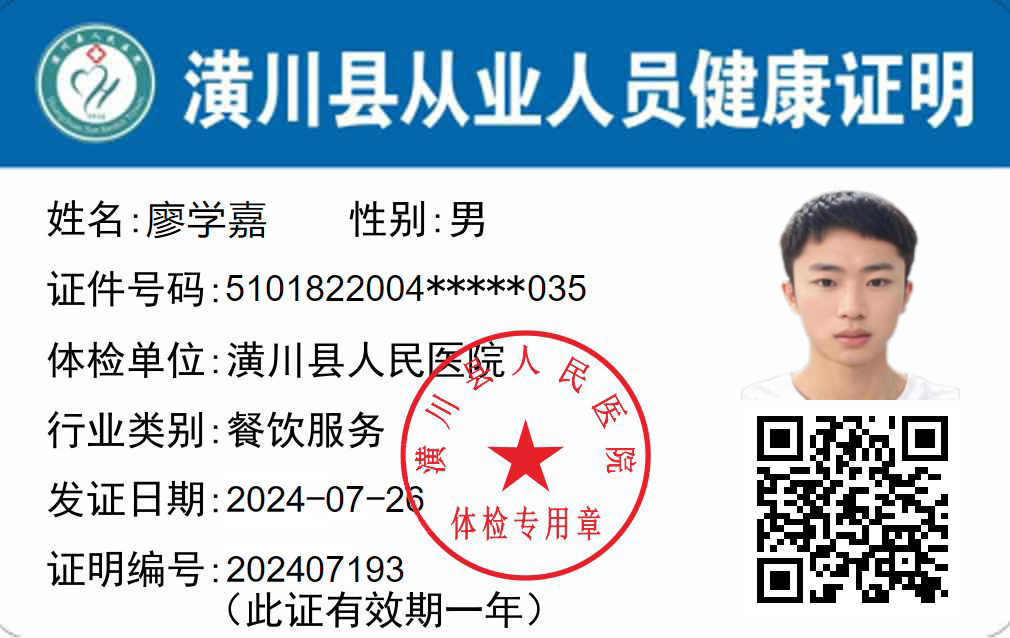 潢川县从业人员健康证明
姓名:廖学嘉 性别:男
证件号码:5101822004*****035
体检单位:潢川县人民医院
行业类别:餐饮服务
发证日期:2024-07-26
证明编号:202407193
（此证有效期一年）
潢川县人民医院
体检专用章